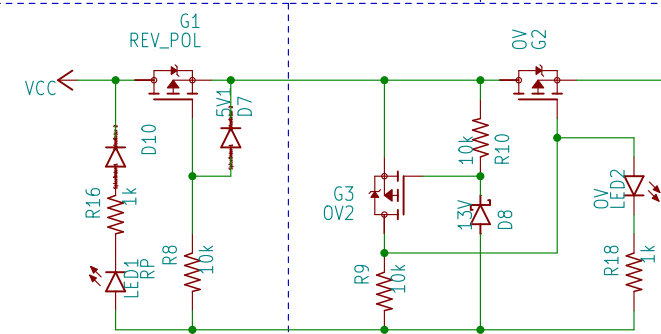 G1
REV_POL
VCC
5V1
D7
D10
R16
1k
LED1
RP
R8
10k
OV
G2
10k
R10
G3
OV2
13V
D8
R9
10k
OV
LED2
R18
1k